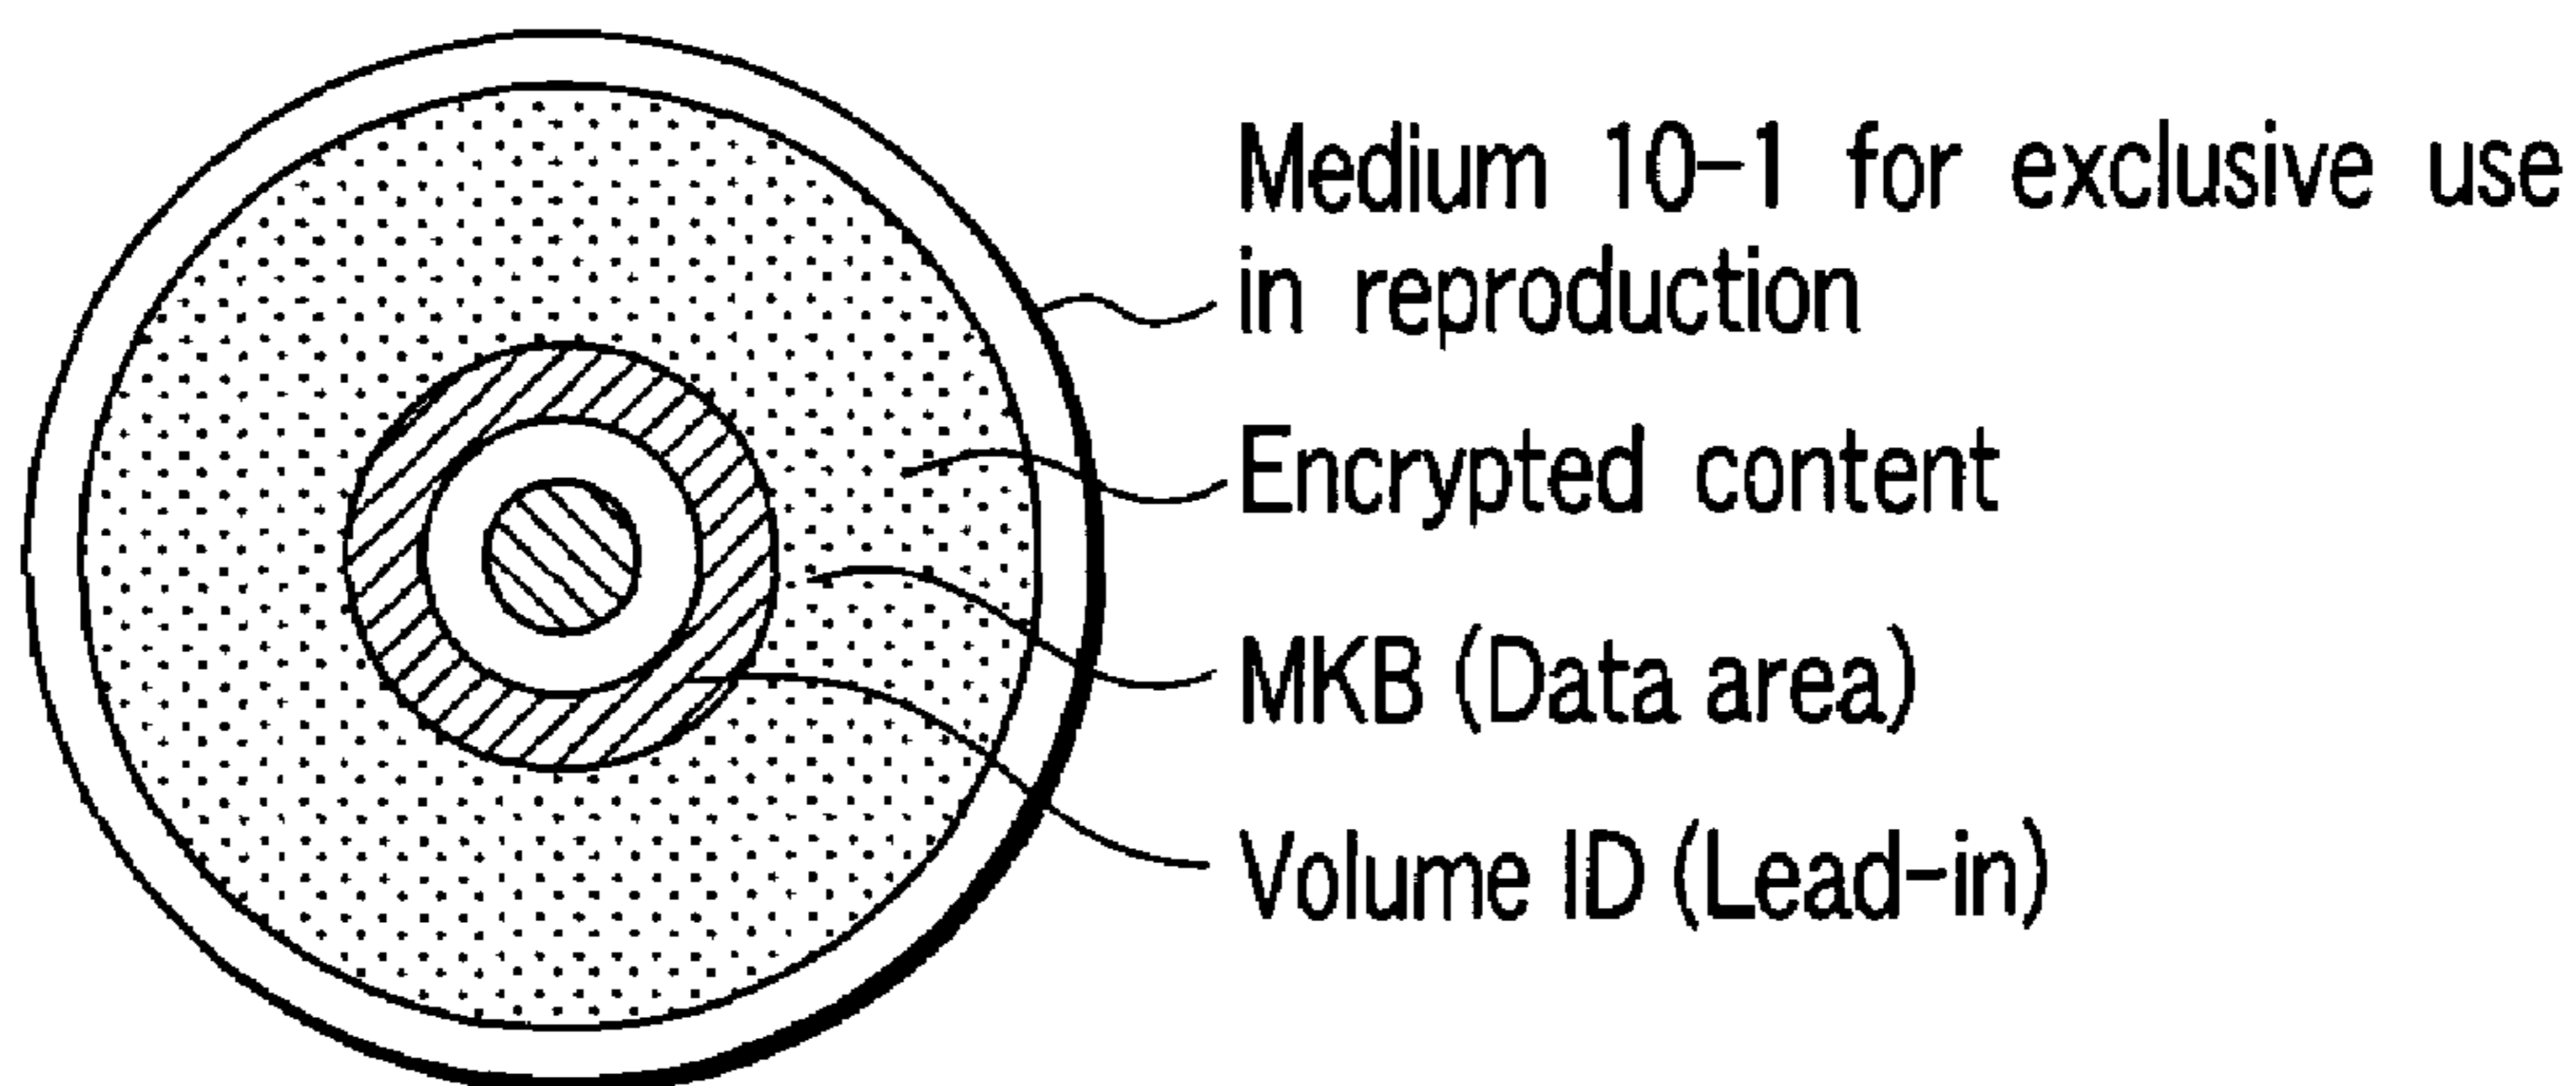 Medium 10-1 for exclusive use
in reproduction
Encrypted content
MKB (Data area)
Volume ID (Lead-in)